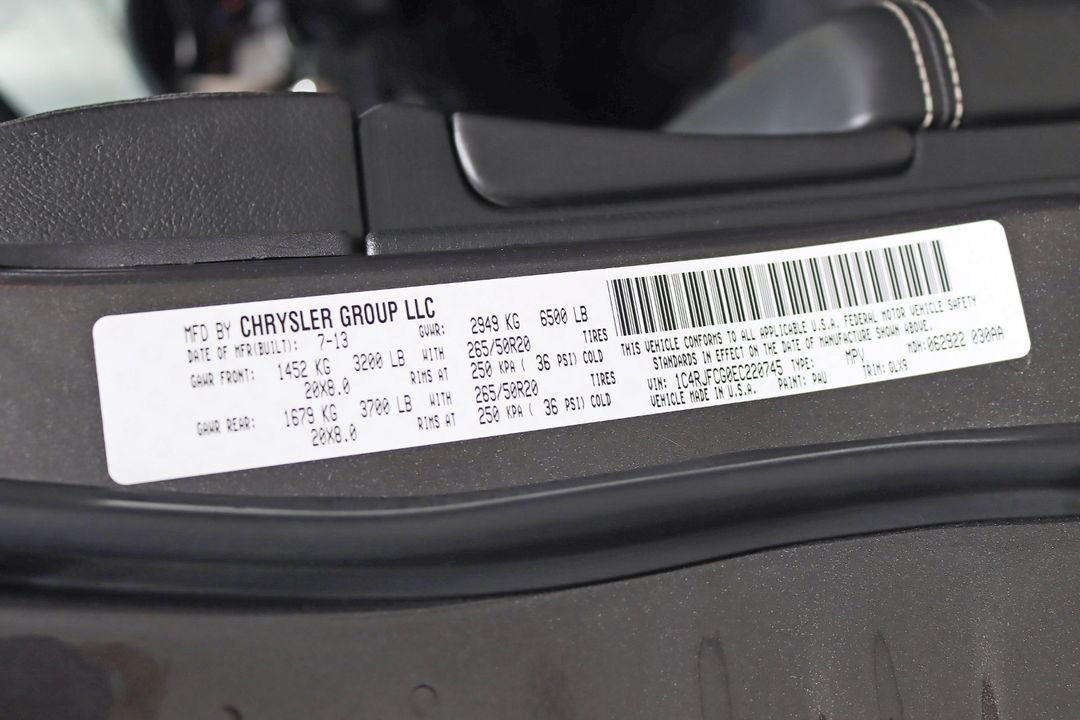 MFD BY CHRYSLER GROUP LLC
DATE OF MFR(BUILT): 7-13 GVWR: 2949 KG 6500 LB
GAWR FRONT: 1452 KG 3200 LB WITH 265/50R20 TIRES
20X8.0 RIMS AT 250 KPA ( 36 PSI) COLD
GAWR REAR: 1679 KG 3700 LB WITH 265/50R20 TIRES
20X8.0 RIMS AT 250 KPA ( 36 PSI) COLD
THIS VEHICLE CONFORMS TO ALL APPLICABLE U.S.A. FEDERAL MOTOR VEHICLE SAFETY
STANDARDS IN EFFECT ON THE DATE OF MANUFACTURE SHOWN ABOVE.
VIN: 1C4RJFCG0EC220745 TYPE: MPV MDH: 062922 030AA
VEHICLE MADE IN U.S.A. PAINT: PAU TRIM: GLX9